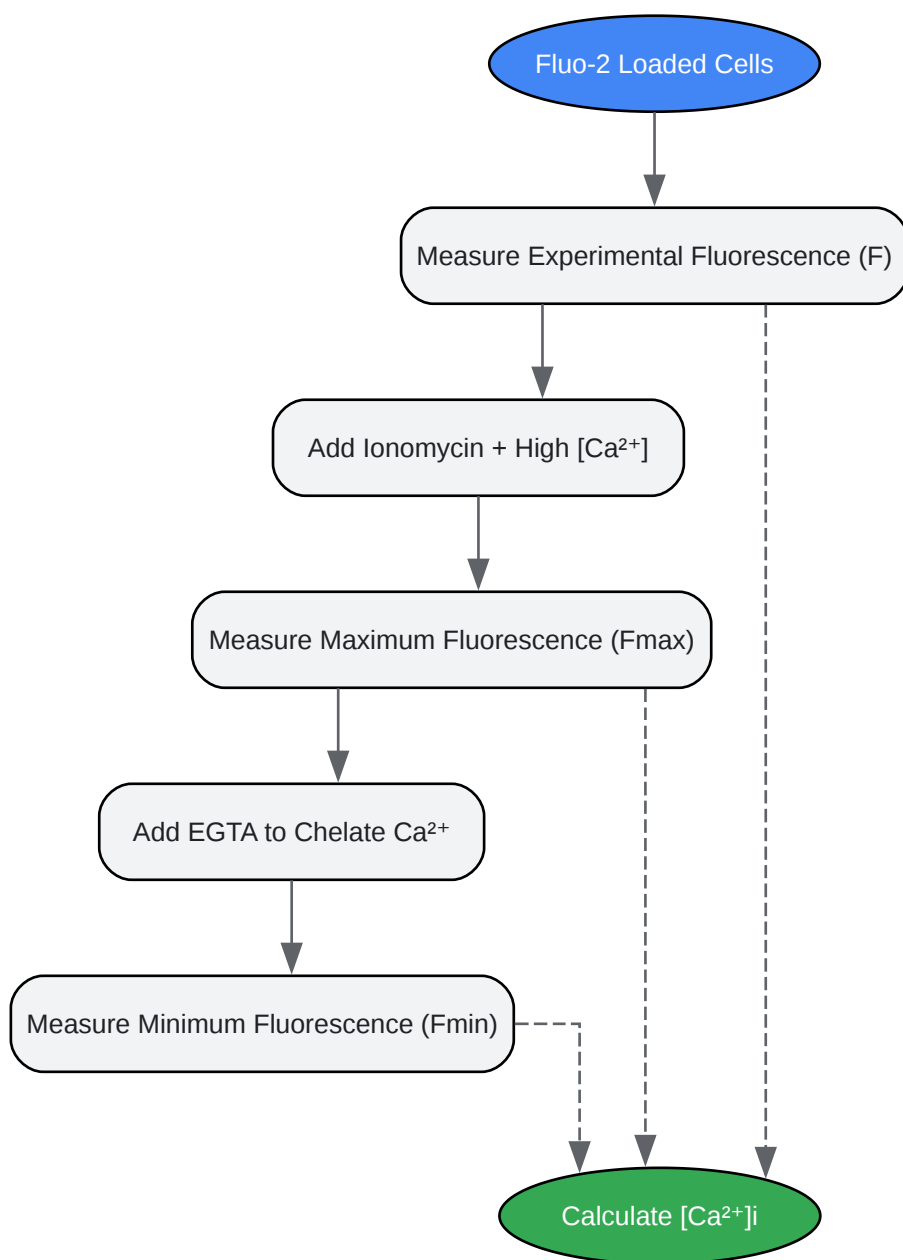 Fluo-2 Loaded Cells
Measure Experimental Fluorescence (F)
Add Ionomycin + High [Ca²⁺]
Measure Maximum Fluorescence (Fmax)
Add EGTA to Chelate Ca²⁺
Measure Minimum Fluorescence (Fmin)
Calculate [Ca²⁺]i